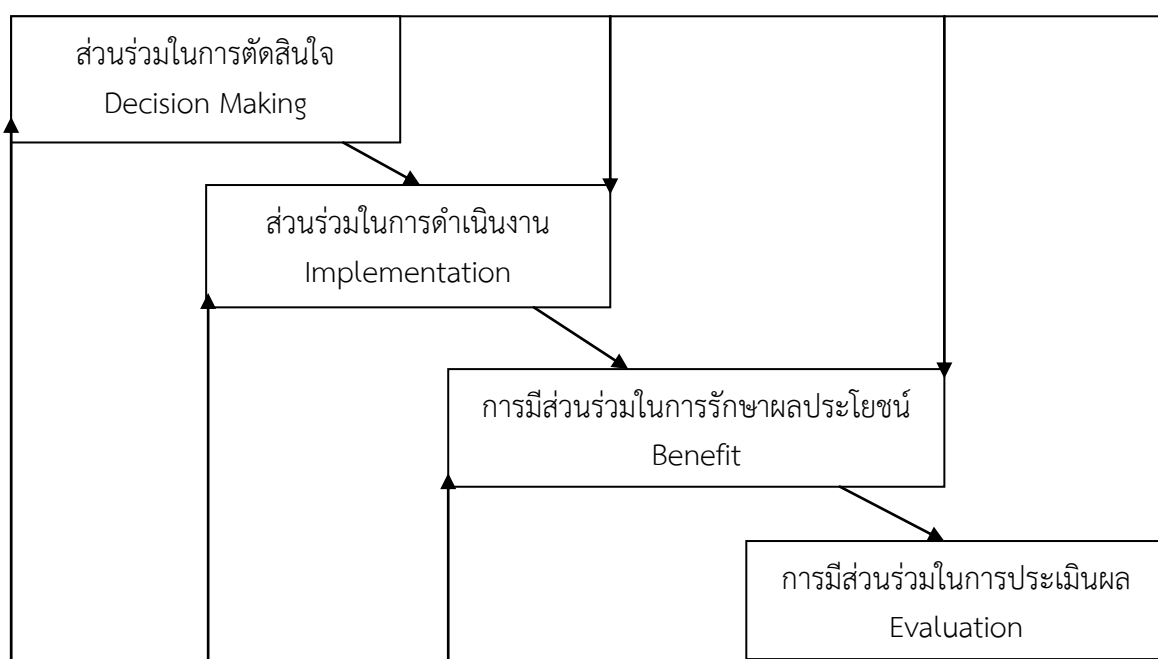 ส่วนร่วมในการตัดสินใจ
Decision Making
ส่วนร่วมในการดำเนินงาน
Implementation
การมีส่วนร่วมในการรักษาผลประโยชน์
Benefit
การมีส่วนร่วมในการประเมินผล
Evaluation